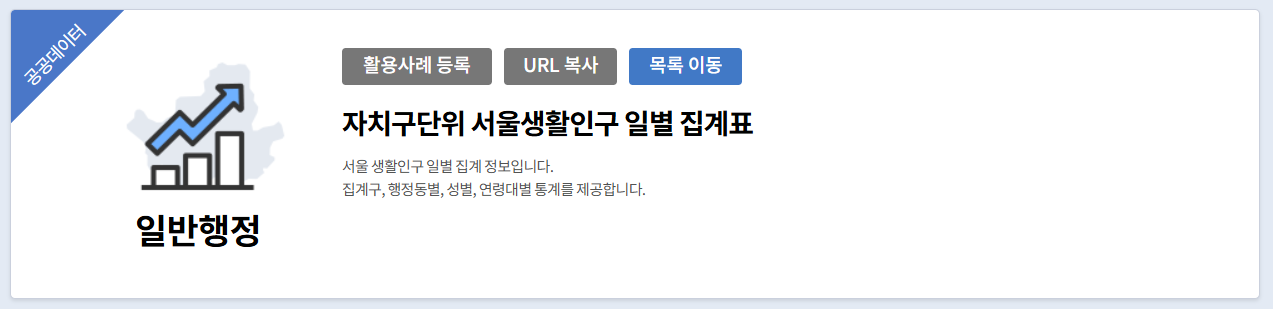 공공데이터
일반행정
활용사례 등록
URL 복사
목록 이동
자치구단위 서울생활인구 일별 집계표
서울 생활인구 일별 집계 정보입니다.
집계구, 행정동별, 성별, 연령대별 통계를 제공합니다.